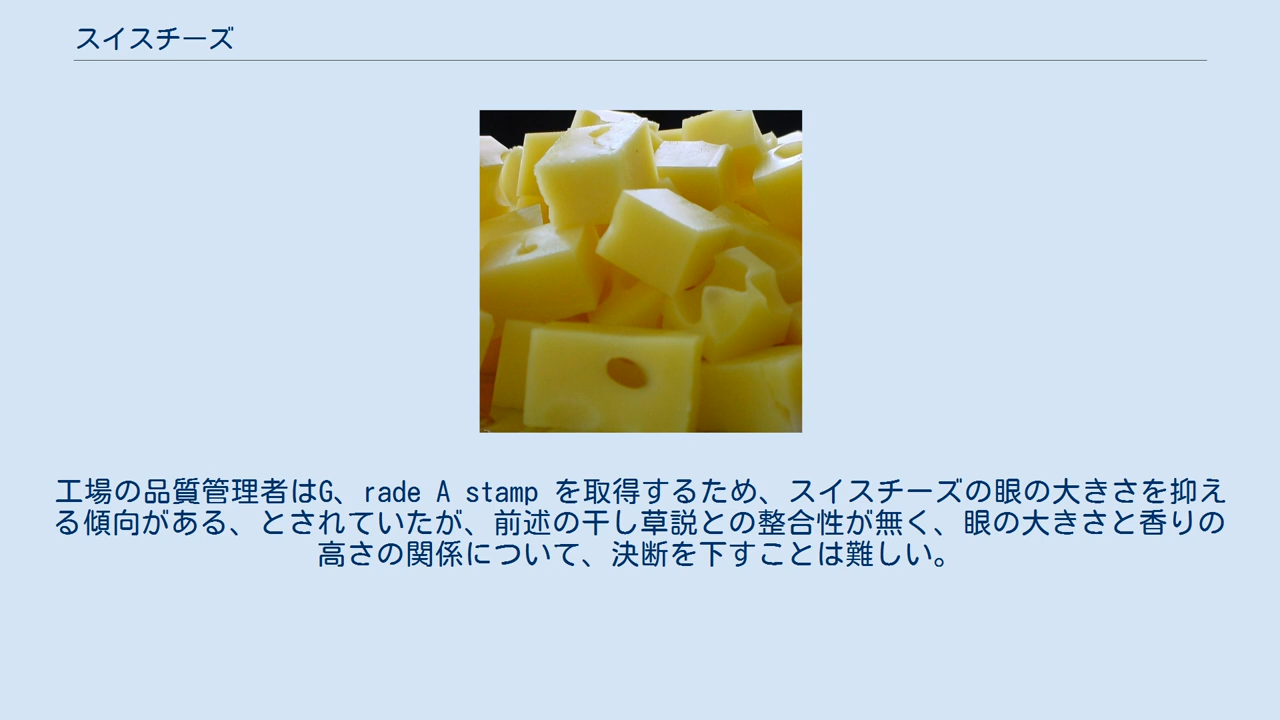 スイスチーズ
工場の品質管理者はG、rade A stamp を取得するため、スイスチーズの眼の大きさを抑え
る傾向がある、とされていたが、前述の干し草説との整合性が無く、眼の大きさと香りの
高さの関係について、決断を下すことは難しい。